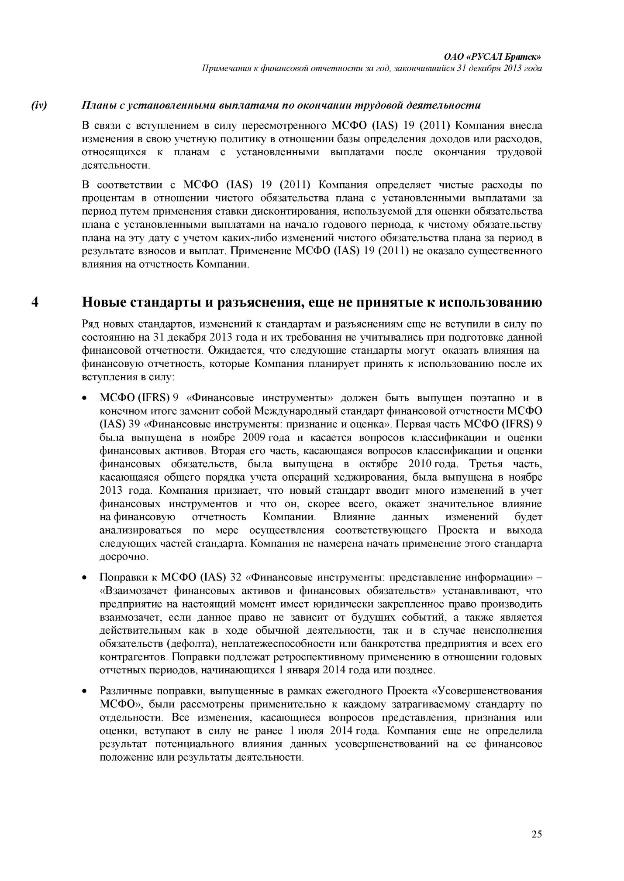 ОАО «РУСАЛ Братск»
Примечания к финансовой отчетности за год, закончившийся 31 декабря 2013 года
(iv) Планы с установленными выплатами по окончании трудовой деятельности
В связи с вступлением в силу пересмотренного МСФО (IAS) 19 (2011) Компания внесла
изменения в свою учетную политику в отношении базы определения доходов или расходов,
относящихся к планам с установленными выплатами после окончания трудовой
деятельности.
В соответствии с МСФО (IAS) 19 (2011) Компания определяет чистые расходы по
процентам в отношении чистого обязательства плана с установленными выплатами за
период путем применения ставки дисконтирования, используемой для оценки обязательства
плана с установленными выплатами на начало годового периода, к чистому обязательству
плана на эту дату с учетом каких-либо изменений чистого обязательства плана за период в
результате взносов и выплат. Применение МСФО (IAS) 19 (2011) не оказало существенного
влияния на отчетность Компании.
4 Новые стандарты и разъяснения, еще не принятые к использованию
Ряд новых стандартов, изменений к стандартам и разъяснениям еще не вступили в силу по
состоянию на 31 декабря 2013 года и их требования не учитывались при подготовке данной
финансовой отчетности. Ожидается, что следующие стандарты могут оказать влияния на
финансовую отчетность, которые Компания планирует принять к использованию после их
вступления в силу:
• МСФО (IFRS) 9 «Финансовые инструменты» должен быть выпущен поэтапно и в
конечном итоге заменит собой Международный стандарт финансовой отчетности МСФО
(IAS) 39 «Финансовые инструменты: признание и оценка». Первая часть МСФО (IFRS) 9
была выпущена в ноябре 2009 года и касается вопросов классификации и оценки
финансовых активов. Вторая его часть, касающаяся вопросов классификации и оценки
финансовых обязательств, была выпущена в октябре 2010 года. Третья часть,
касающаяся общего порядка учета операций хеджирования, была выпущена в ноябре
2013 года. Компания признает, что новый стандарт вводит много изменений в учет
финансовых инструментов и что он, скорее всего, окажет значительное влияние
на финансовую отчетность Компании. Влияние данных изменений будет
анализироваться по мере осуществления соответствующего Проекта и выхода
следующих частей стандарта. Компания не намерена начать применение этого стандарта
досрочно.
• Поправки к МСФО (IAS) 32 «Финансовые инструменты: представление информации» –
«Взаимозачет финансовых активов и финансовых обязательств» устанавливают, что
предприятие на настоящий момент имеет юридически закрепленное право производить
взаимозачет, если данное право не зависит от будущих событий, а также является
действительным как в ходе обычной деятельности, так и в случае неисполнения
обязательств (дефолта), неплатежеспособности или банкротства предприятия и всех его
контрагентов. Поправки подлежат ретроспективному применению в отношении годовых
отчетных периодов, начинающихся 1 января 2014 года или позднее.
• Различные поправки, выпущенные в рамках ежегодного Проекта «Усовершенствования
МСФО», были рассмотрены применительно к каждому затрагиваемому стандарту по
отдельности. Все изменения, касающиеся вопросов представления, признания или
оценки, вступают в силу не ранее 1 июля 2014 года. Компания еще не определила
результат потенциального влияния данных усовершенствований на ее финансовое
положение или результаты деятельности.
25